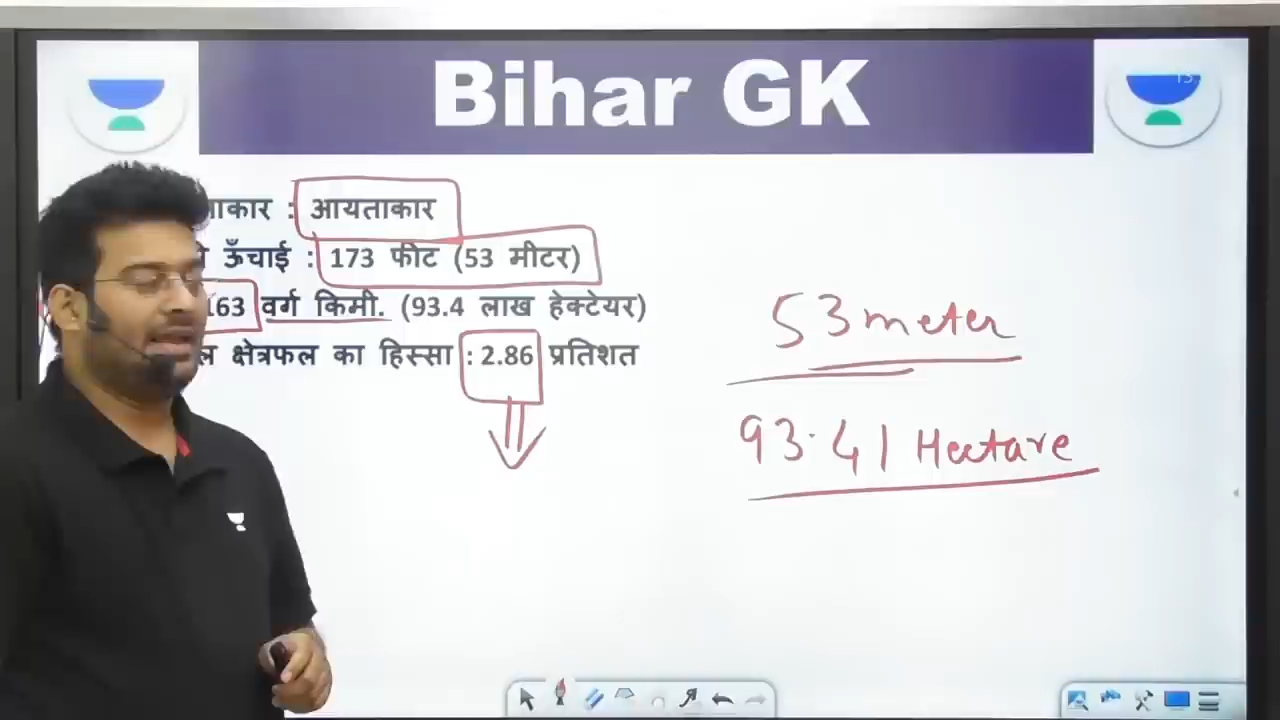 Bihar GK
आयताकार
ऊँचाई : 173 फीट (53 मीटर)
163 वर्ग किमी. (93.4 लाख हेक्टेयर)
क्षेत्रफल का हिस्सा : 2.86 प्रतिशत
53 meter
93.41 Hectare